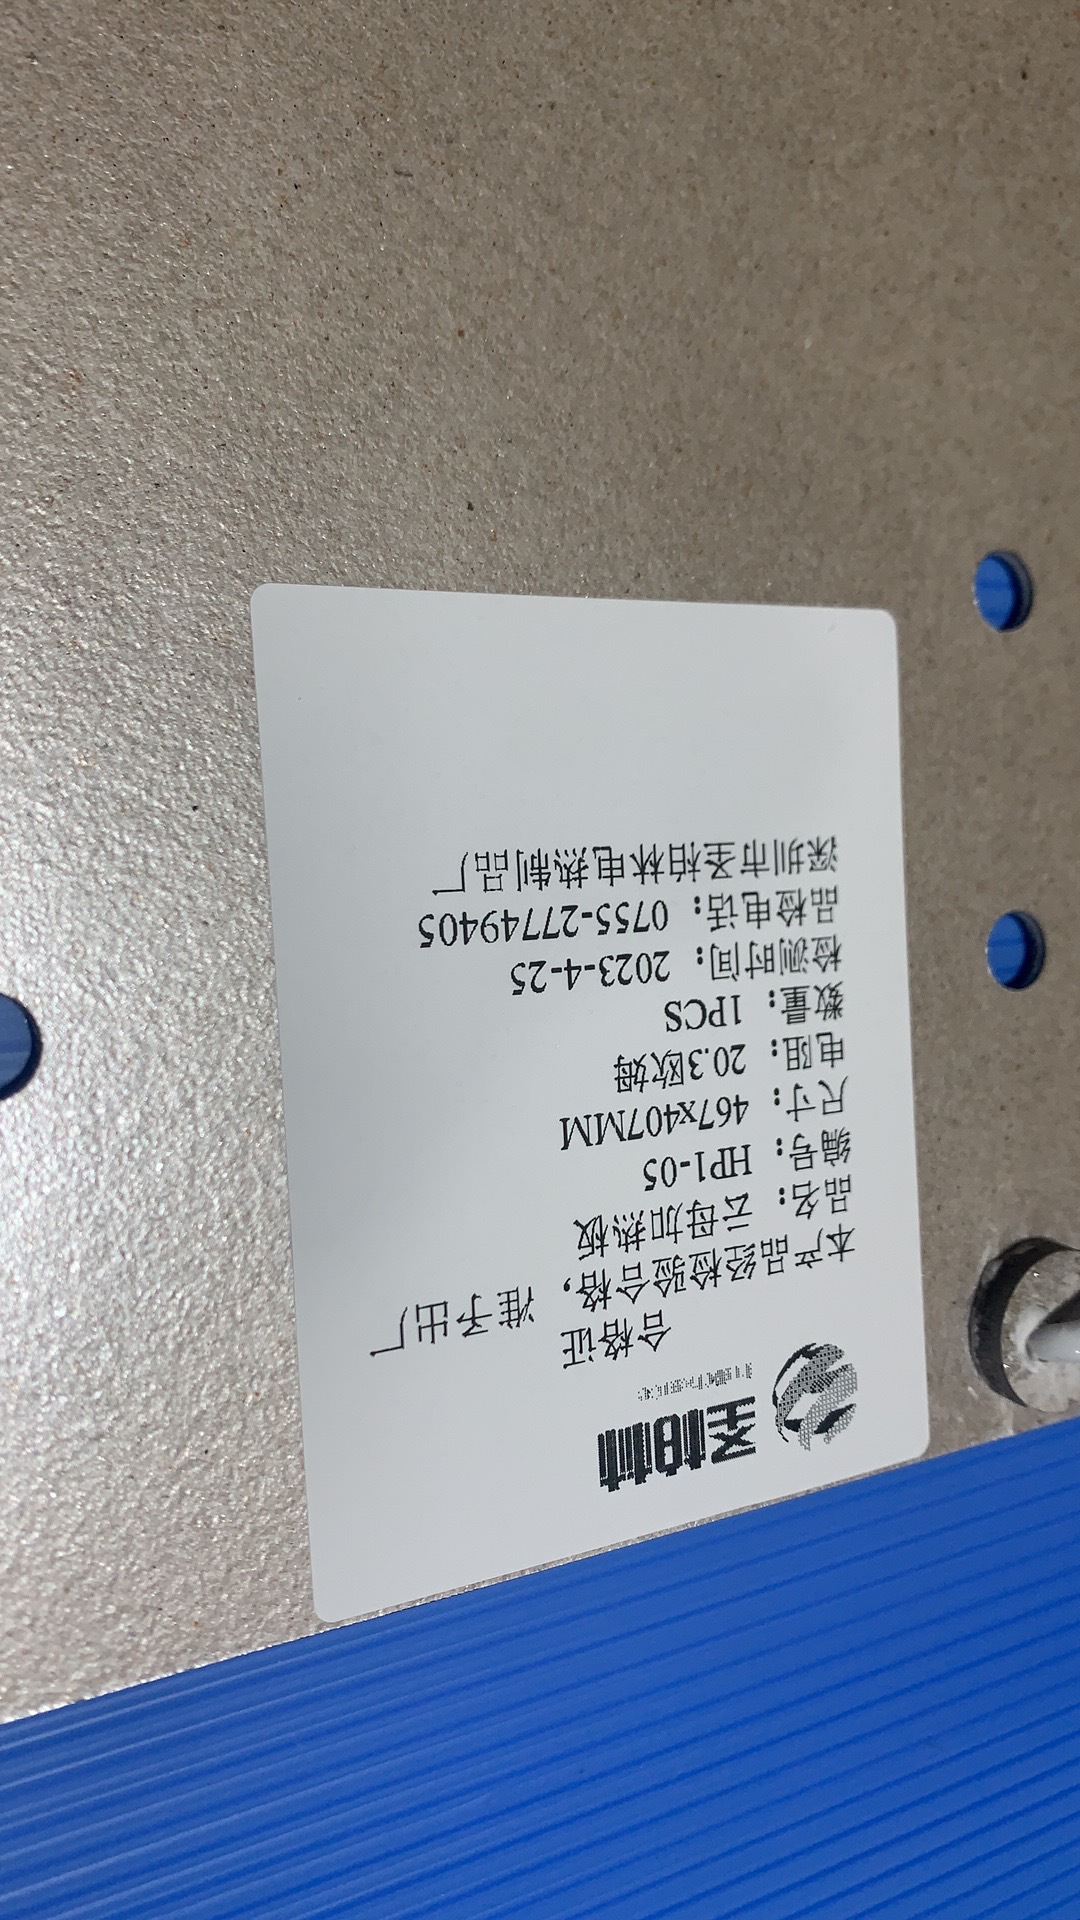 圣柏林
合格证
本产品经检验合格，准予出厂
品名：云母加热板
编号：HP1-05
尺寸：467x407MM
电阻：20.3欧姆
数量：1PCS
检测时间：2023-4-25
品检电话：0755-27749405
深圳市圣柏林电热制品厂